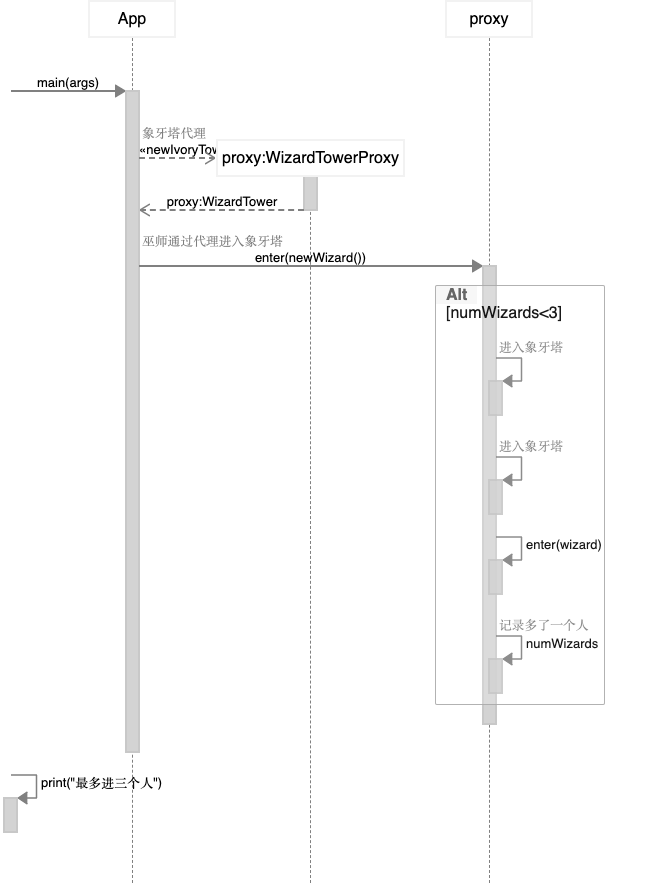 App
proxy
main(args)
象牙塔代理
«newIvoryTow
proxy:WizardTowerProxy
proxy:WizardTower
巫师通过代理进入象牙塔
enter(newWizard())
Alt
[numWizards<3]
进入象牙塔
进入象牙塔
enter(wizard)
记录多了一个人
numWizards
print("最多进三个人")